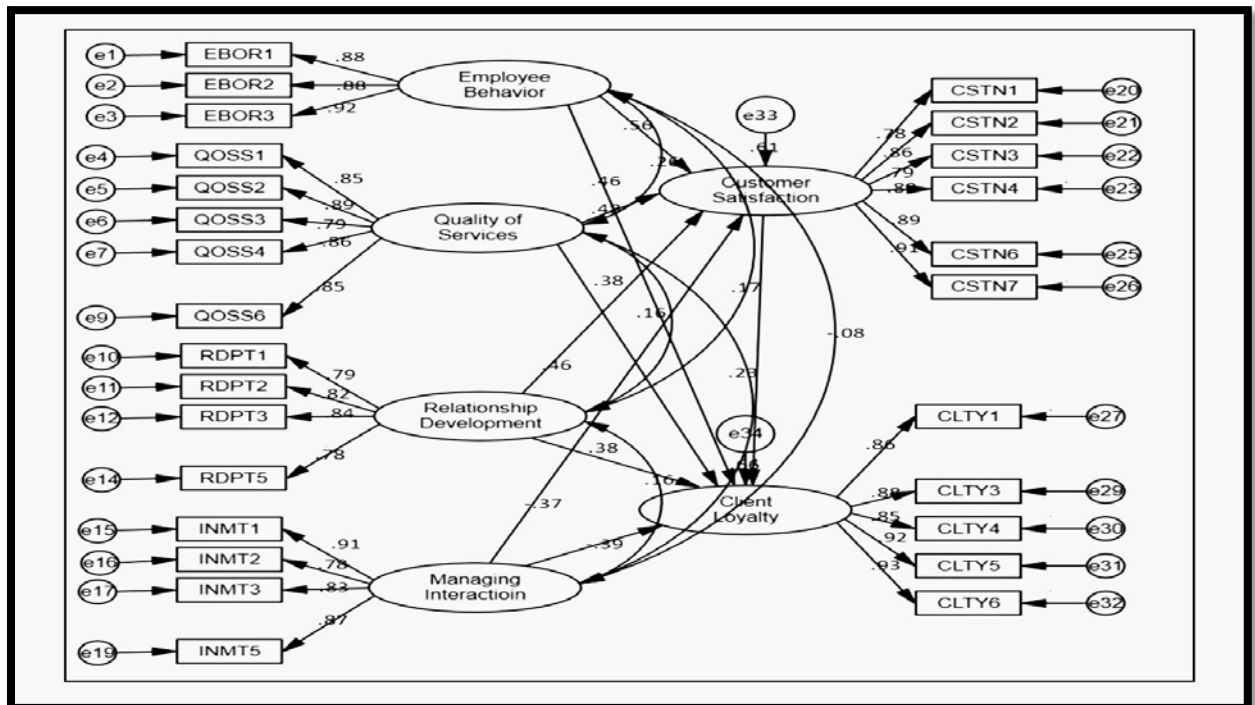 e1
EBOR1
.88
e2
EBOR2
.88
e3
EBOR3
.92
Employee
Behavior
e4
QOSS1
.85
e5
QOSS2
.89
e6
QOSS3
.79
e7
QOSS4
.86
e9
QOSS6
.85
Quality of
Services
e10
RDPT1
.79
e11
RDPT2
.82
e12
RDPT3
.84
e14
RDPT5
.78
Relationship
Development
e15
INMT1
.91
e16
INMT2
.78
e17
INMT3
.83
e19
INMT5
.87
Managing
Interactioin
.56
.46
.38
.16
.46
.17
-.08
.23
.38
.16
-.37
-.39
e33
.61
Customer
Satisfaction
CSTN1
e20
.78
CSTN2
e21
.86
CSTN3
e22
.79
CSTN4
e23
CSTN6
e25
.89
CSTN7
e26
.91
e34
Client
Loyalty
CLTY1
e27
.86
CLTY3
e29
.88
CLTY4
e30
.85
CLTY5
e31
.92
CLTY6
e32
.93